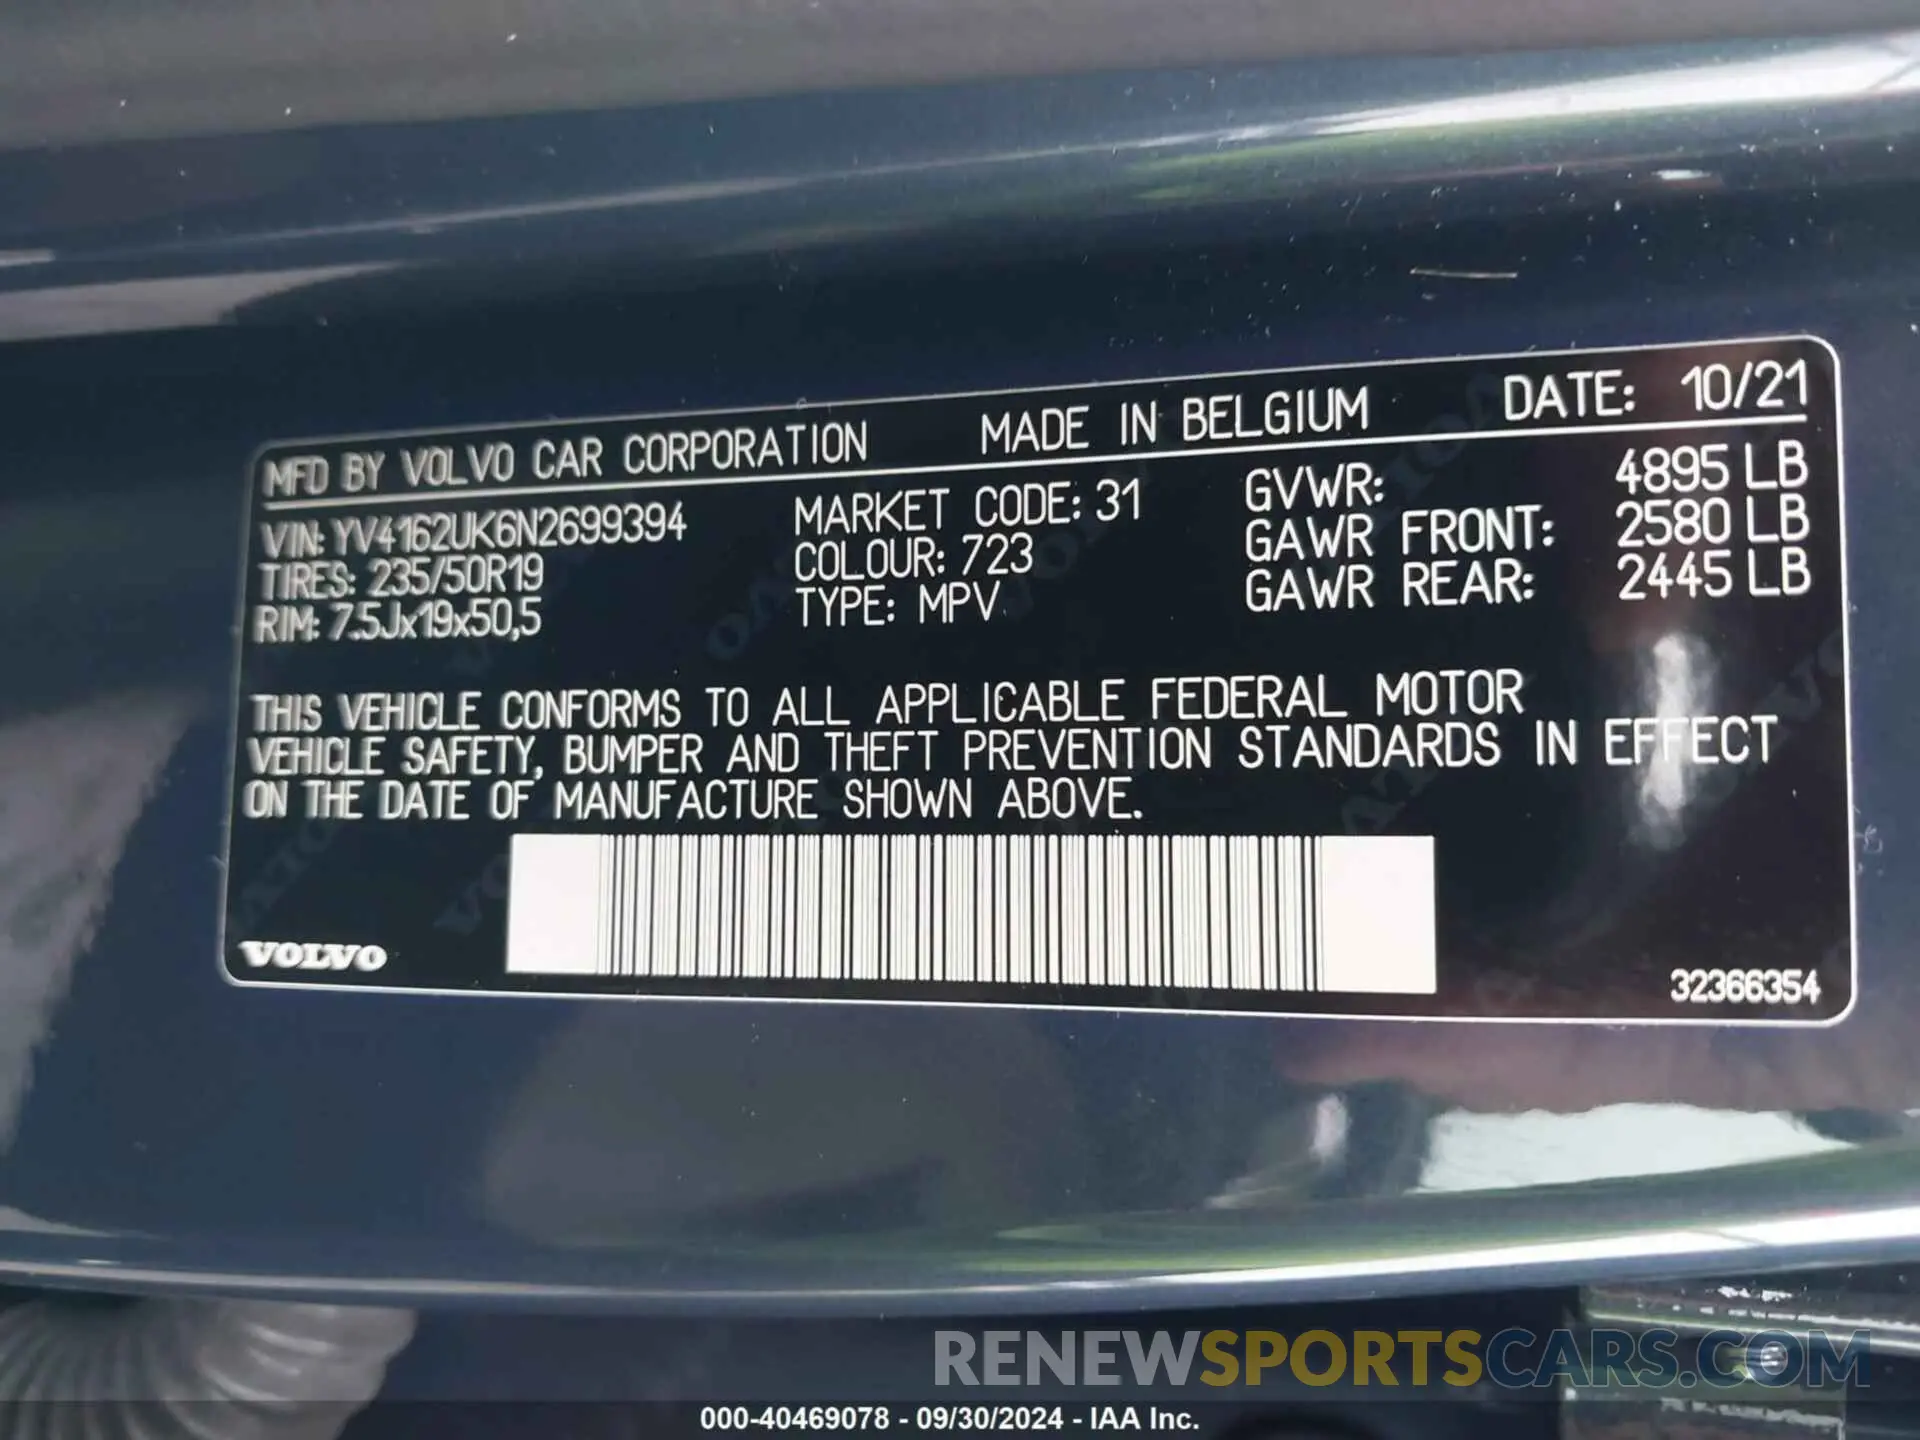 MFD BY VOLVO CAR CORPORATION MADE IN BELGIUM DATE: 10/21
VIN: YV4162UK6N2699394 MARKET CODE: 31 GVWR: 4895 LB
TIRES: 235/50R19 COLOUR: 723 GAWR FRONT: 2580 LB
RIM: 7.5Jx19x50,5 TYPE: MPV GAWR REAR: 2445 LB
THIS VEHICLE CONFORMS TO ALL APPLICABLE FEDERAL MOTOR
VEHICLE SAFETY, BUMPER AND THEFT PREVENTION STANDARDS IN EFFECT
ON THE DATE OF MANUFACTURE SHOWN ABOVE.
VOLVO
32366354
RENEWSPORTSCARS.COM
000-40469078 - 09/30/2024 - IAA Inc.